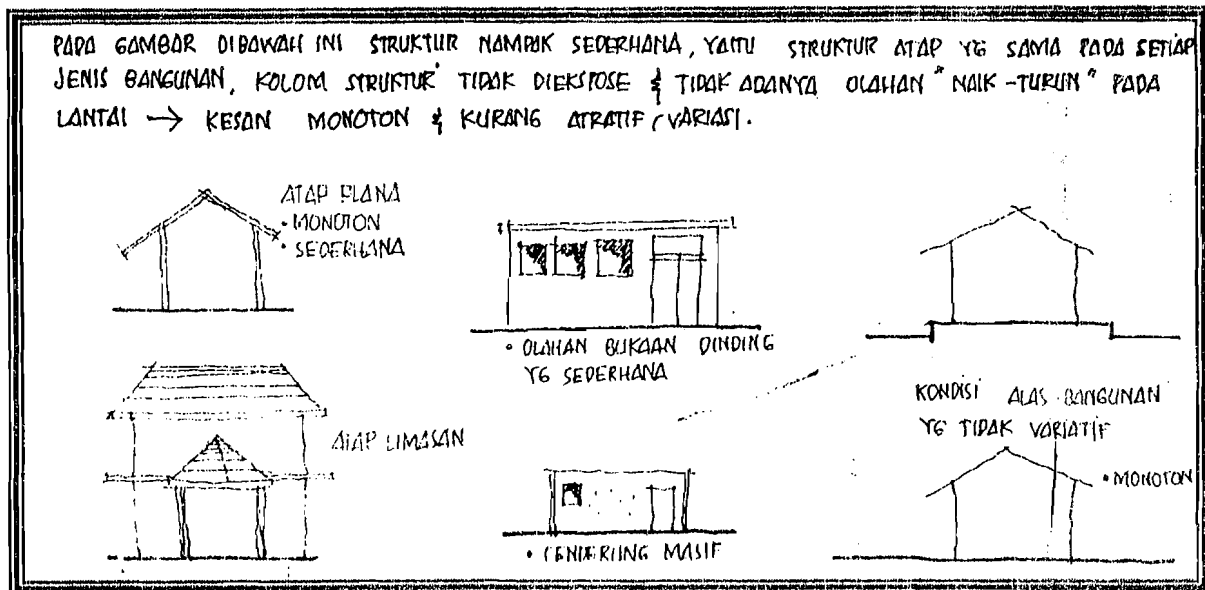 PADA GAMBAR DIBAWAH INI STRUKTUR NAMPAK SEDERHANA, YAITU STRUKTUR ATAP YG SAMA PADA SETIAP
JENIS BANGUNAN, KOLOM STRUKTUR TIDAK DIEKSPOSE & TIDAK ADANYA OLAHAN "NAIK-TURUN" PADA
LANTAI → KESAN MONOTON & KURANG ATRATIF/VARIASI.
ATAP PLANA
• MONOTON
• SEDERHANA
• OLAHAN BUKAAN DINDING
YG SEDERHANA
ATAP LIMASAN
• CENDERUNG MASIF
KONDISI ALAS BANGUNAN
YG TIDAK VARIATIF
• MONOTON